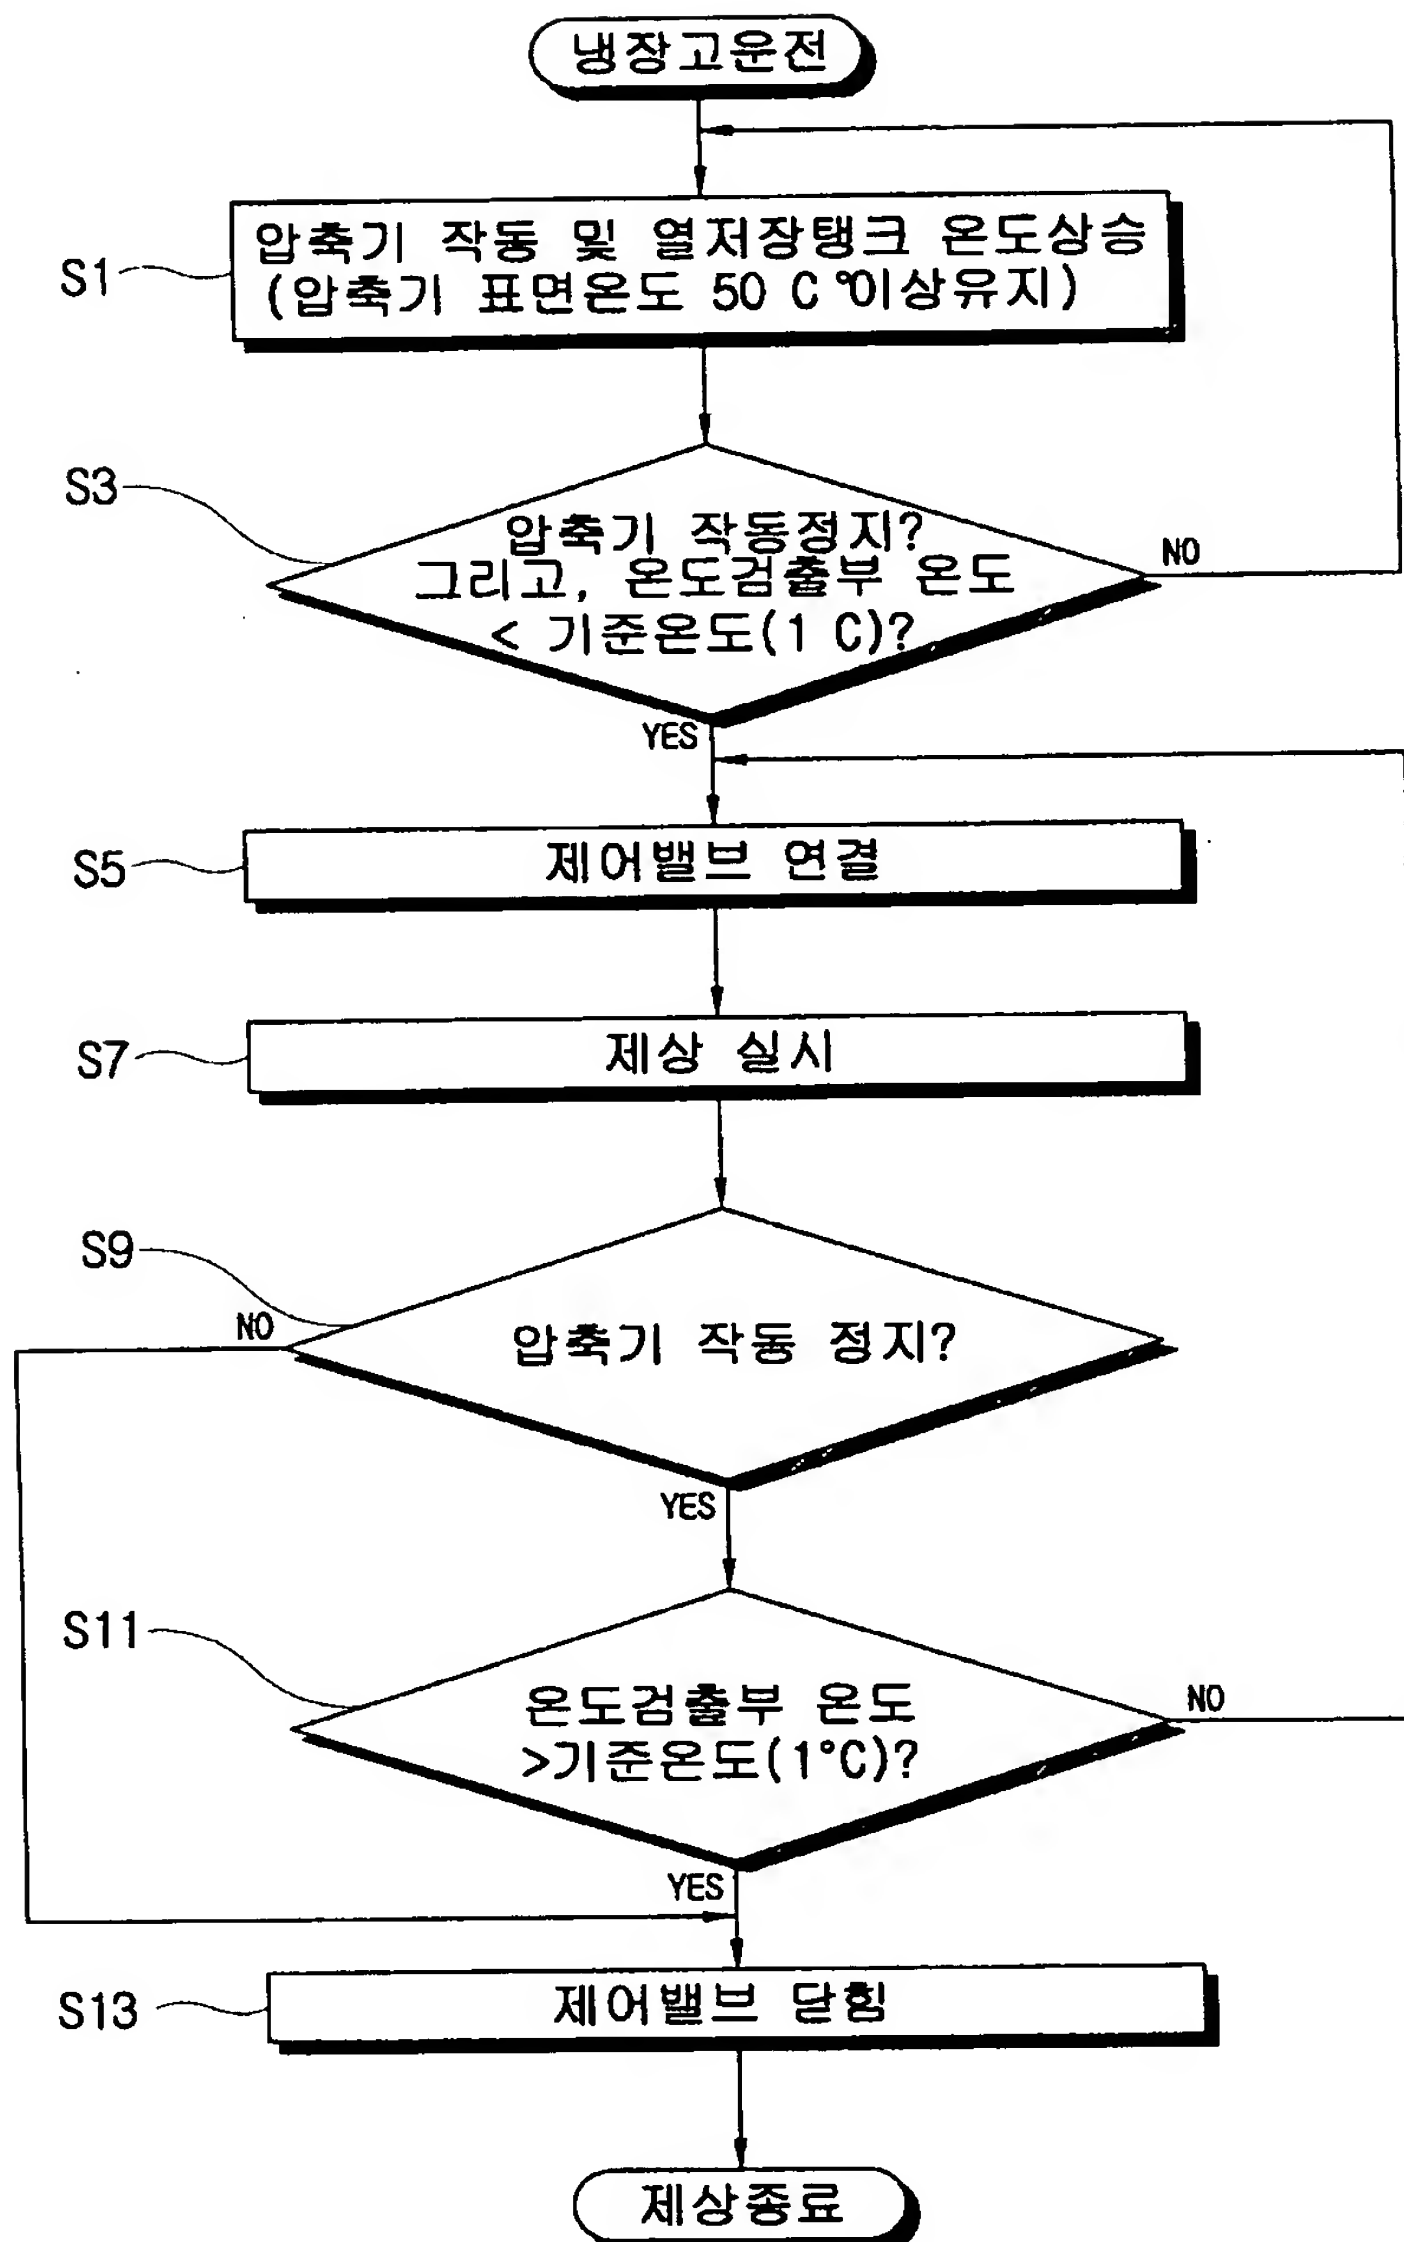 냉장고운전
압축기 작동 및 열저장탱크 온도상승
S1
(압축기 표면온도 50 C°이상유지)
S3
압축기 작동정지?
그리고, 온도검출부 온도
< 기준온도(1 C)?
NO
YES
S5
제어밸브 연결
S7
제상 실시
S9
NO
압축기 작동 정지?
YES
S11
온도검출부 온도
>기준온도(1°C)?
NO
YES
S13
제어밸브 닫힘
제상종료